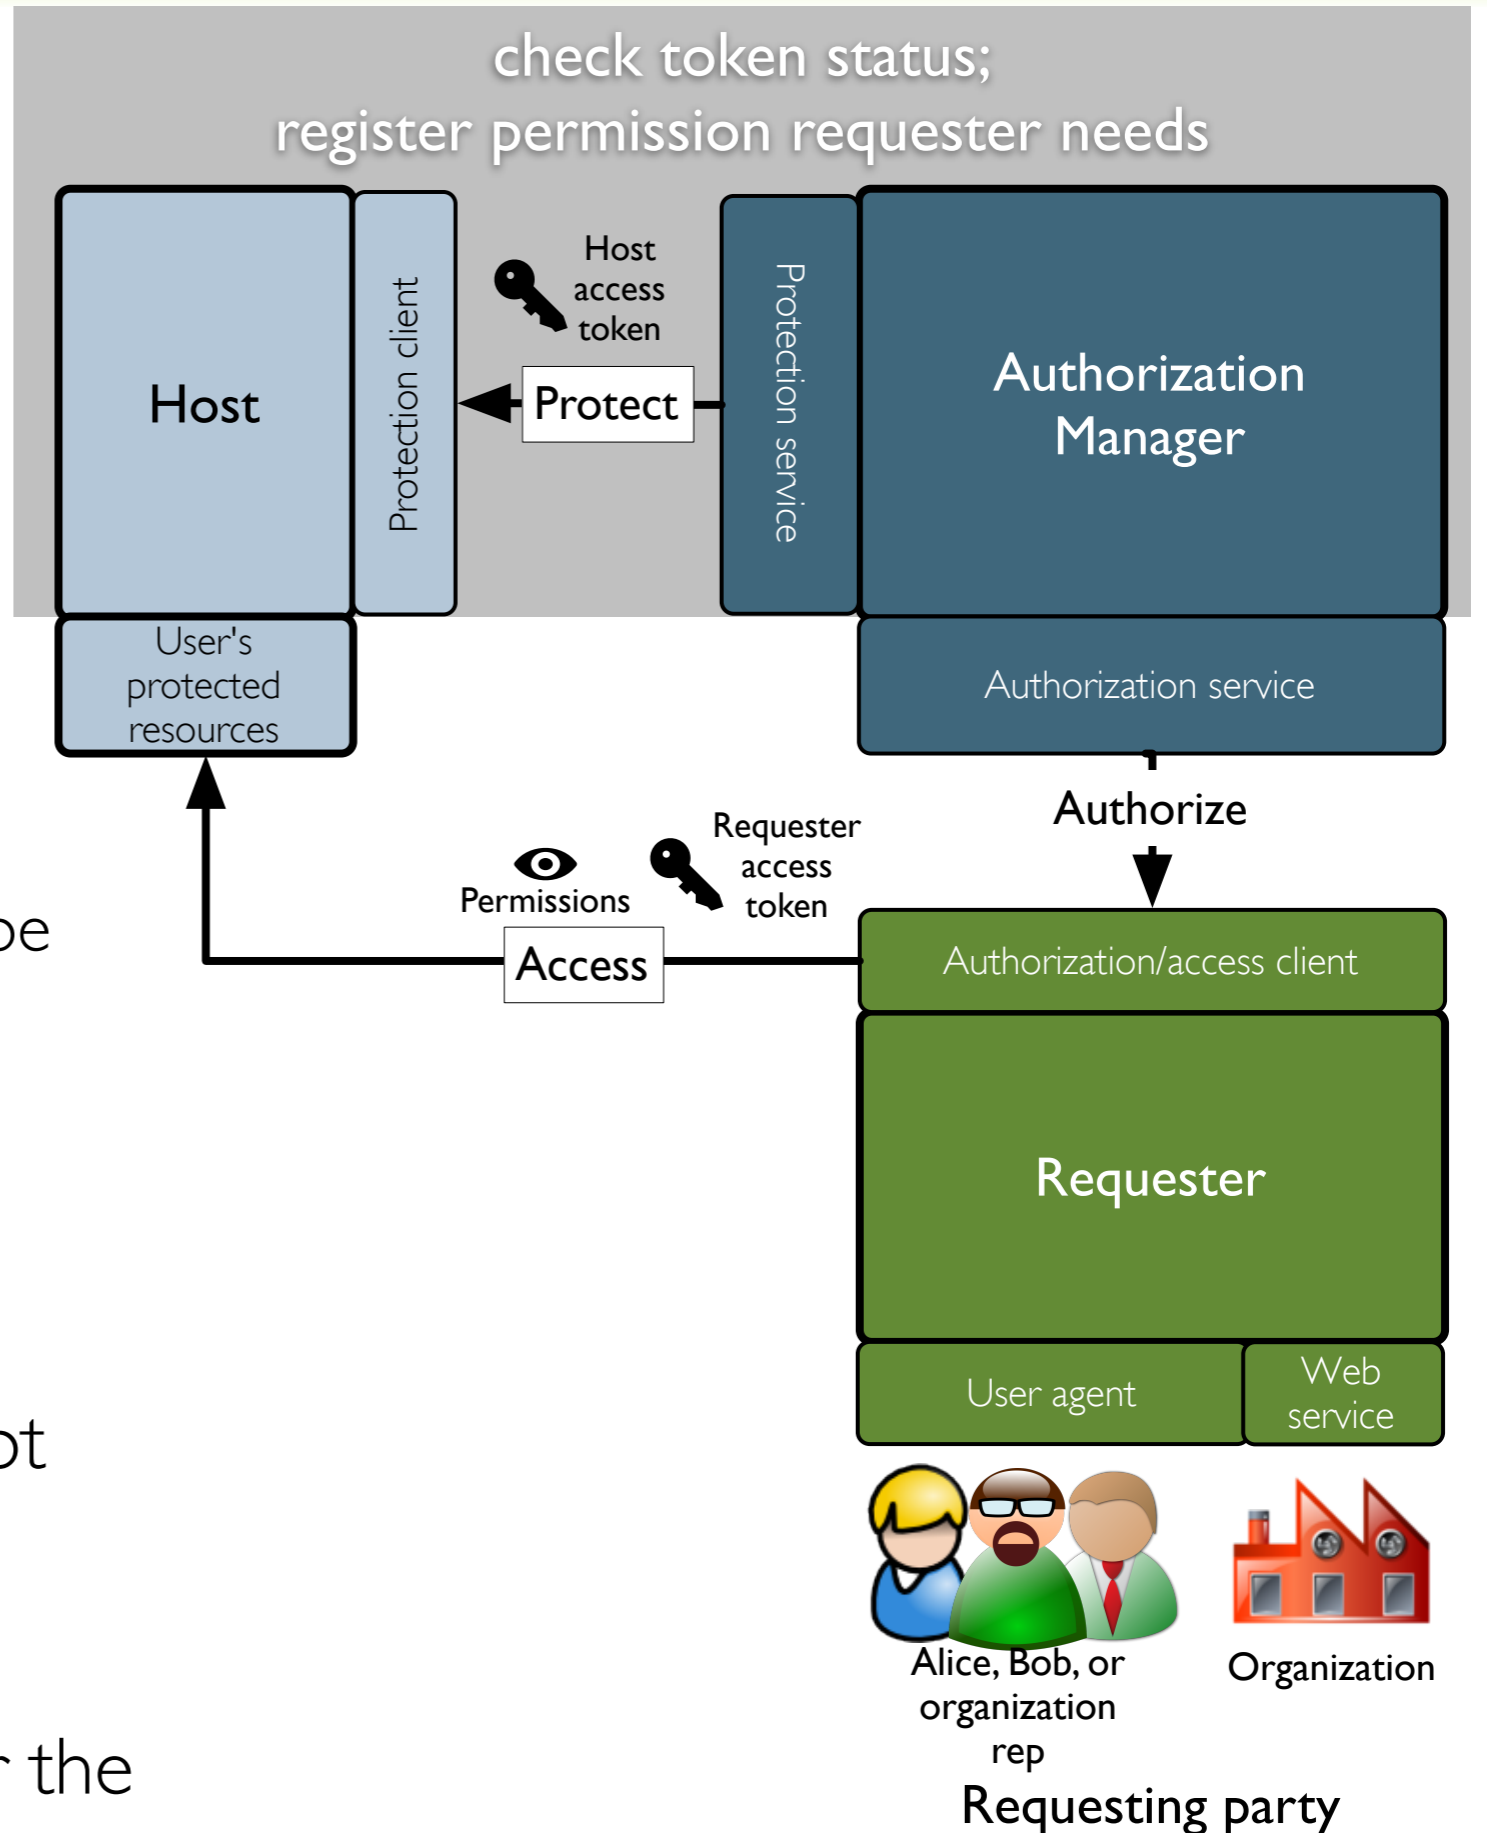 check token status;
register permission requester needs
Host
Protection client
Host
access
token
Protect
Protection service
Authorization
Manager
User's
protected
resources
Authorization service
Authorize
Permissions
Requester
access
token
Access
Authorization/access client
Requester
User agent
Web
service
Alice, Bob, or
organization
rep
Organization
Requesting party
the